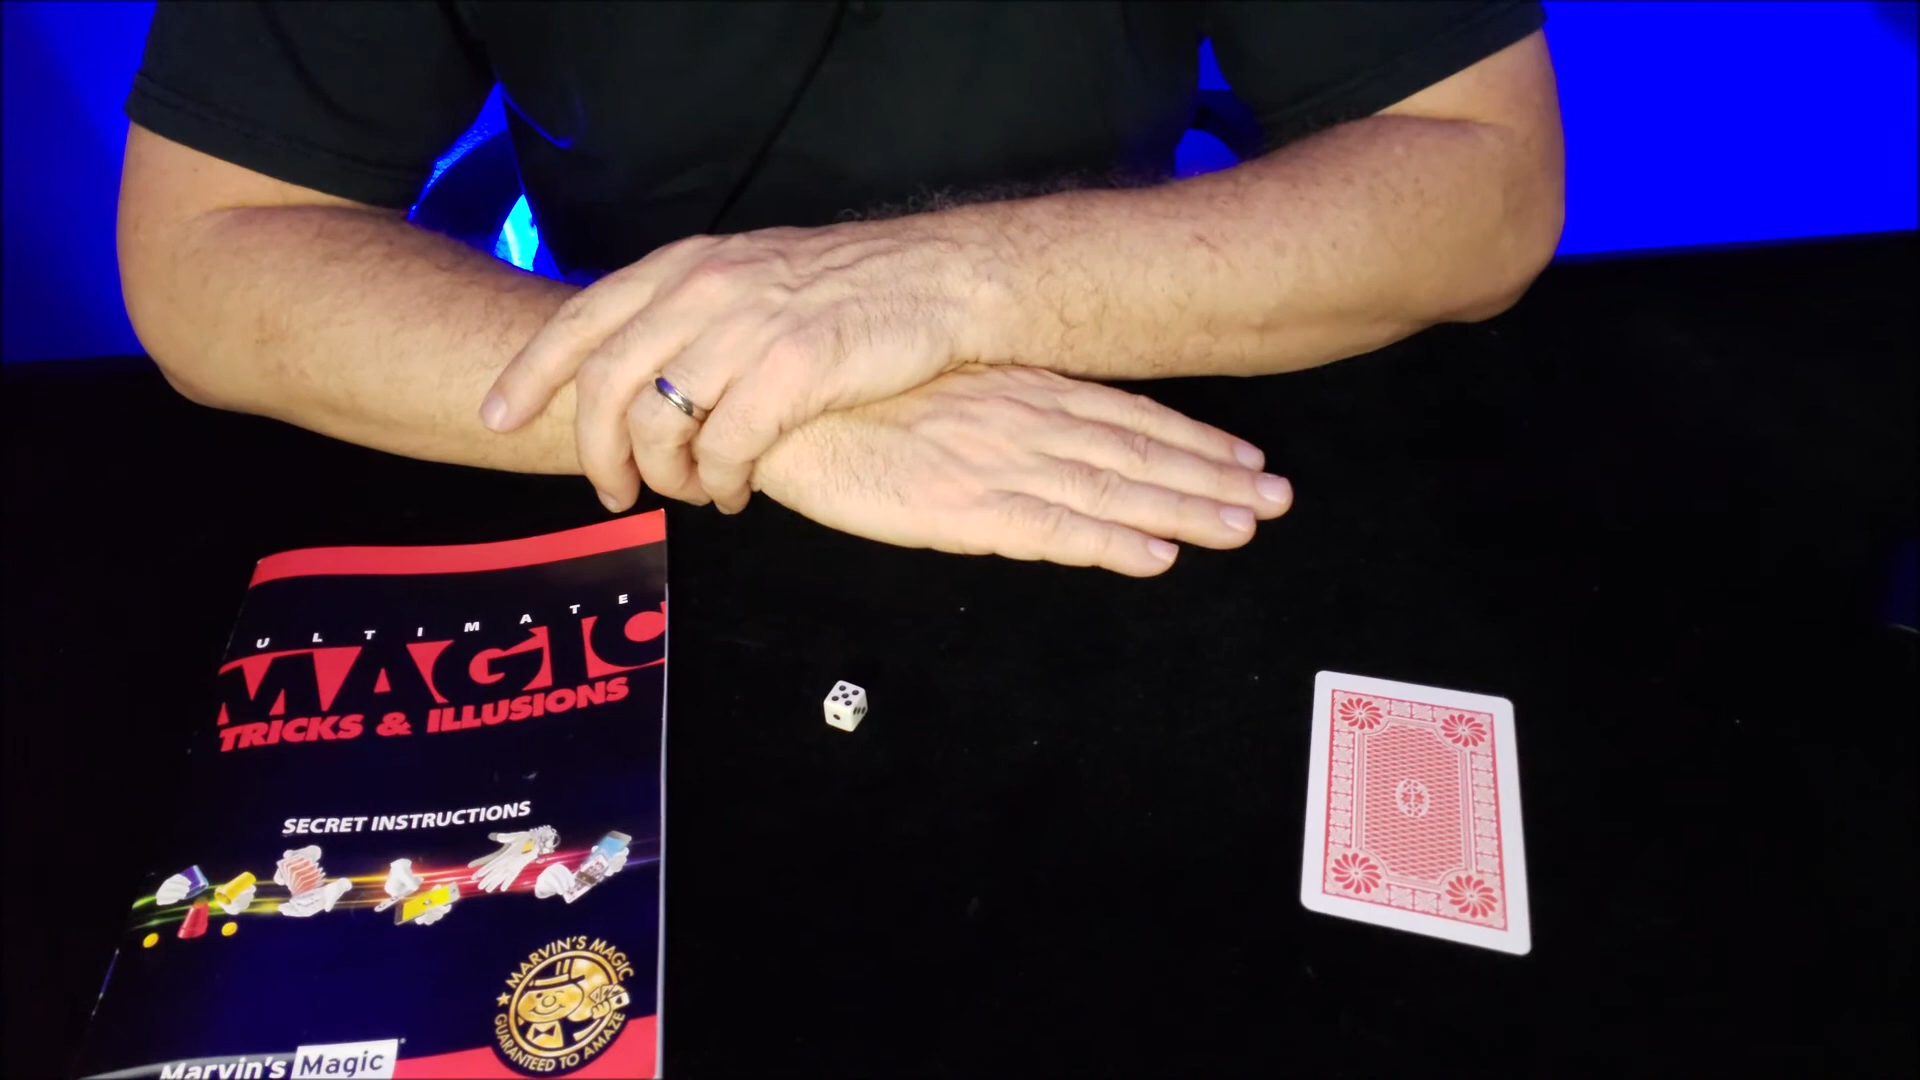 ULTIMATE
MAGIC
TRICKS & ILLUSIONS
SECRET INSTRUCTIONS
MARVIN'S MAGIC
★ GUARANTEED TO AMAZE
Marvin's Magic